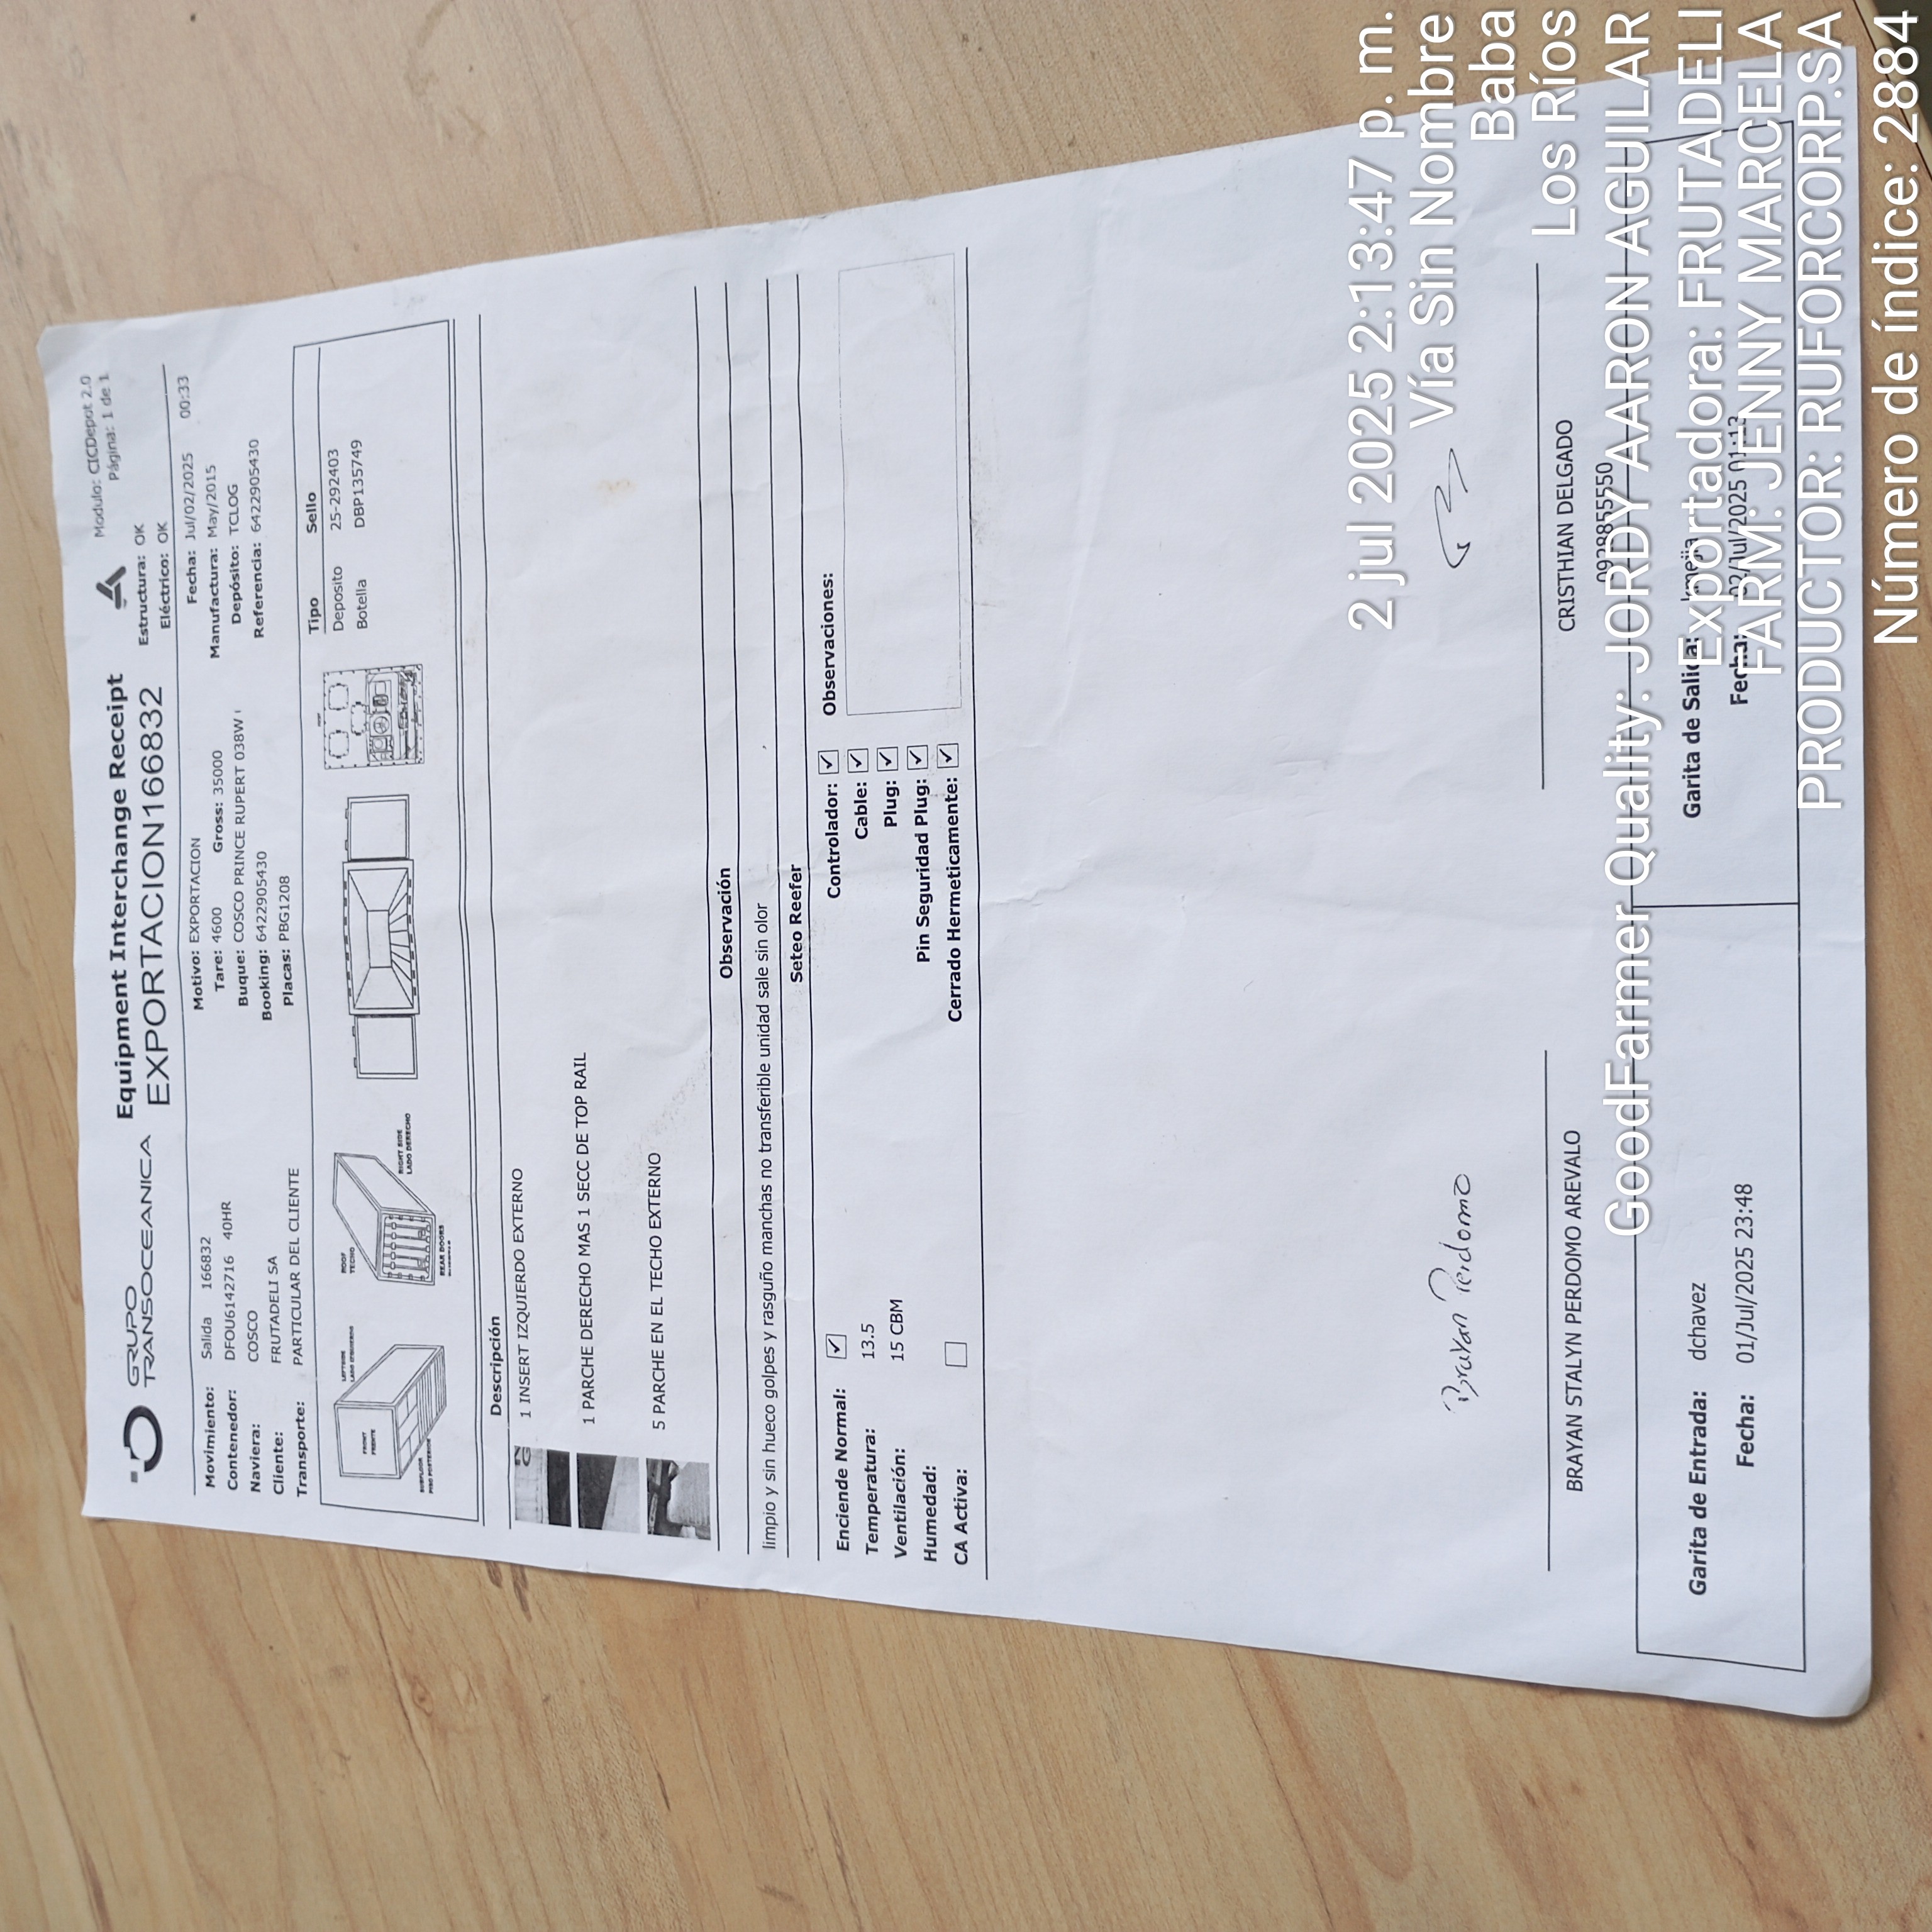 GRUPO
TRANSOCEANICA
Equipment Interchange Receipt
EXPORTACION166832
Modulo: CICDepot 2.0
Página: 1 de 1
Estructura: OK
Eléctrico: OK
Movimiento: Salida 166832
Contenedor: DFOU6142716 40HR
Naviera: COSCO
Cliente: FRUTADELI SA
Transporte: PARTICULAR DEL CLIENTE
Motivo: EXPORTACION
Tare: 4600 Gross: 35000
Buque: COSCO PRINCE RUPERT 038W
Booking: 6422905430
Placas: PBG1208
Fecha: Jul/02/2025 00:33
Manufactura: May/2015
Depósito: TCLOG
Referencia: 6422905430
FRONT
FRENTE
LEFTSIDE
LADO IZQUIERDO
SUBFLOOR
PISO POSTERIOR
ROOF
TECHO
RIGHT SIDE
LADO DERECHO
REAR DOORS
Tipo Sello
Deposito 25-292403
Botella DBP135749
Descripción
1 INSERT IZQUIERDO EXTERNO
1 PARCHE DERECHO MAS 1 SECC DE TOP RAIL
5 PARCHE EN EL TECHO EXTERNO
Observación
limpio y sin hueco golpes y rasguño manchas no transferible unidad sale sin olor
Seteo Reefer
Enciende Normal: ✔
Temperatura: 13.5
Ventilación: 15 CBM
Humedad:
CA Activa:
Controlador: ✔
Cable: ✔
Plug: ✔
Pin Seguridad Plug: ✔
Cerrado Hermeticamente: ✔
Observaciones:
Brayan Perdomo
BRAYAN STALYN PERDOMO AREVALO
CRISTHIAN DELGADO
0928855550
Garita de Entrada: dchavez
Fecha: 01/Jul/2025 23:48
Garita de Salida: kmejia
Fecha: 02/Jul/2025 01:13
2 jul 2025 2:13:47 p. m.
Vía Sin Nombre
Baba
Los Ríos
GoodFarmer Quality: JORDY AARON AGUILAR
Exportadora: FRUTADELI
FARM: JENNY MARCELA
PRODUCTOR: RUFORCORP.SA
Número de índice: 2884